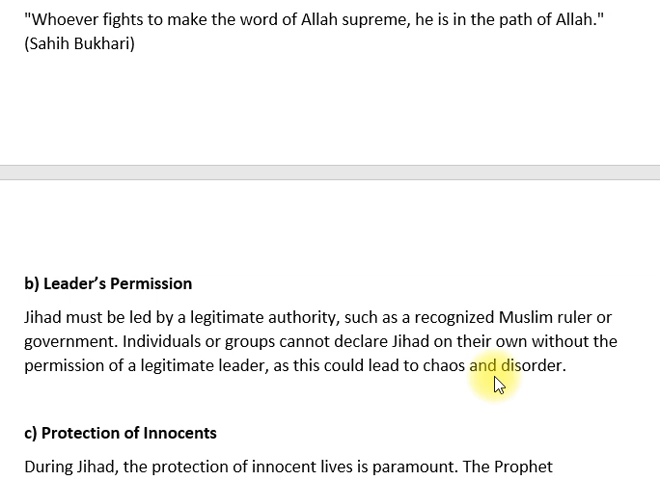 "Whoever fights to make the word of Allah supreme, he is in the path of Allah."
(Sahih Bukhari)
b) Leader’s Permission
Jihad must be led by a legitimate authority, such as a recognized Muslim ruler or
government. Individuals or groups cannot declare Jihad on their own without the
permission of a legitimate leader, as this could lead to chaos and disorder.
c) Protection of Innocents
During Jihad, the protection of innocent lives is paramount. The Prophet